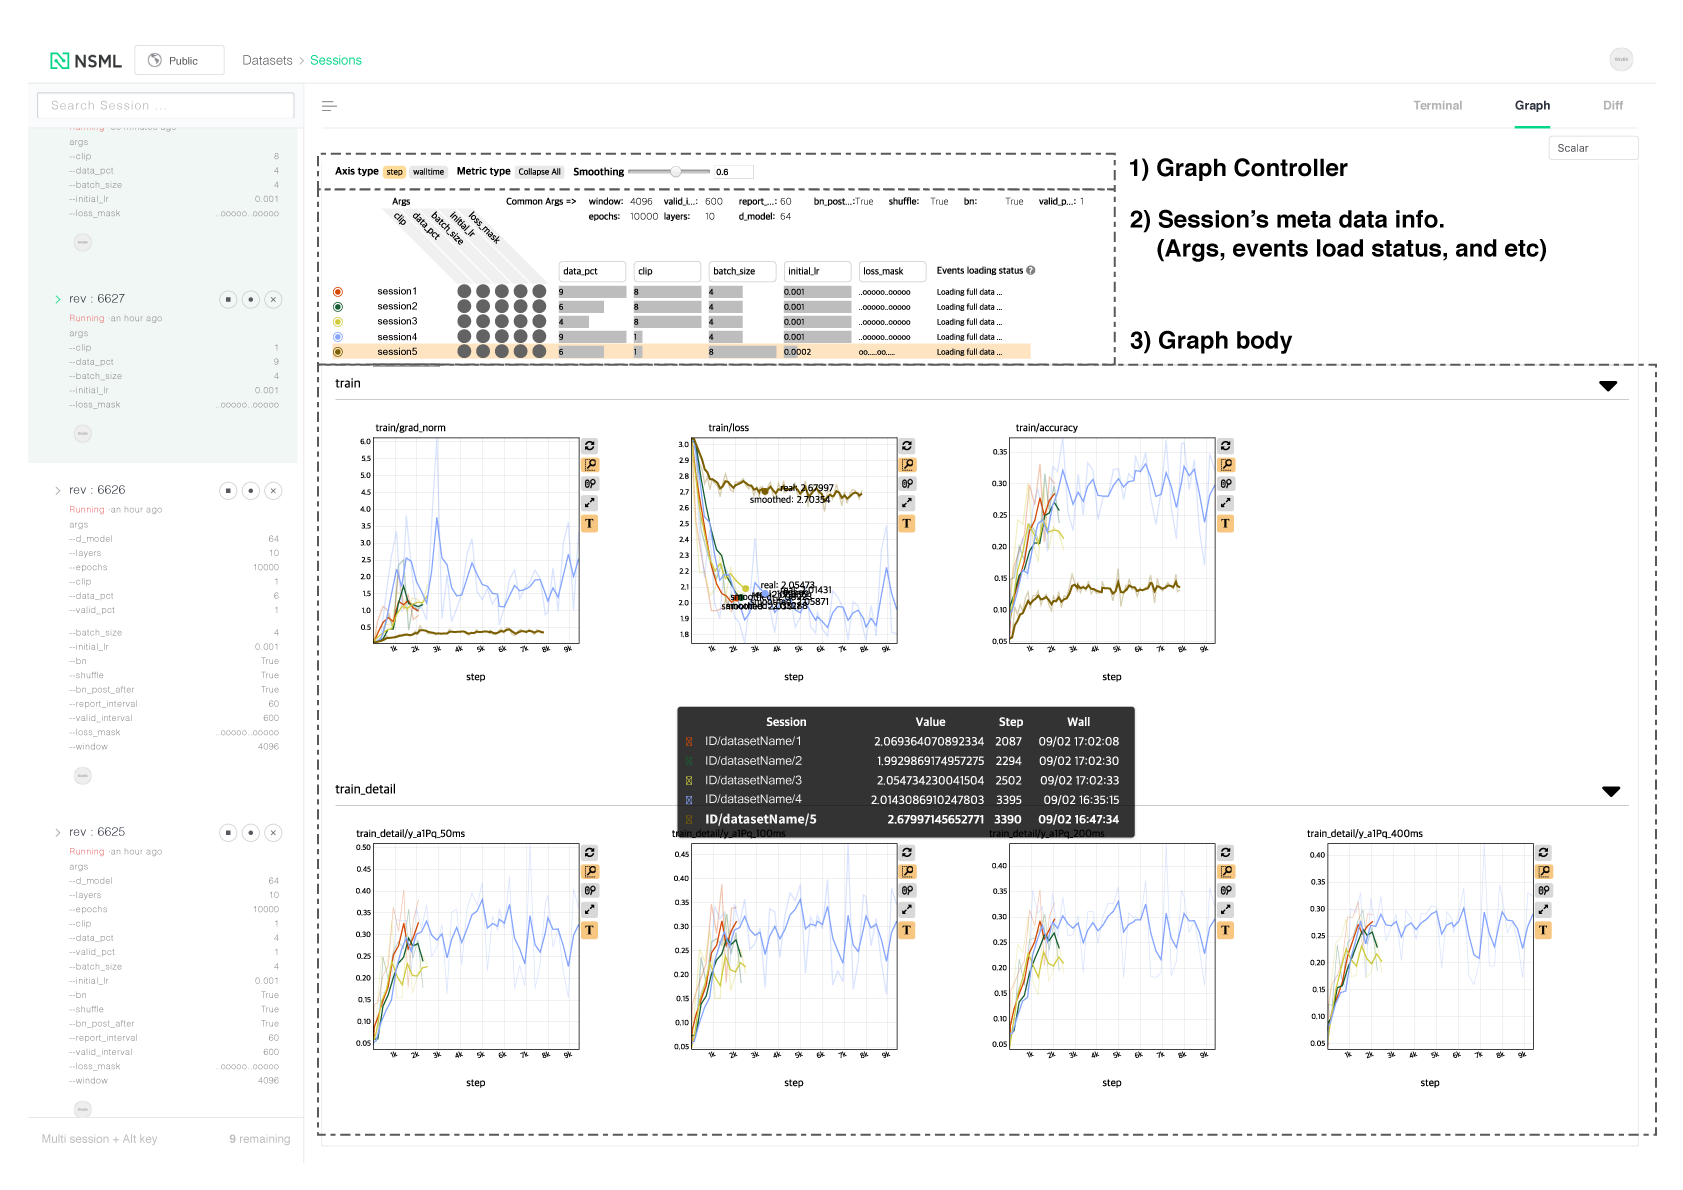 NSML
Public
Datasets > Sessions
Search Session ...
Terminal
Graph
Diff
Scalar
args
--clip 8
--data_pct 4
--batch_size 4
--initial_lr 0.001
--loss_mask ..ooooo..ooooo
rev : 6627
Running ·an hour ago
args
--clip 1
--data_pct 9
--batch_size 4
--initial_lr 0.001
--loss_mask ..ooooo..ooooo
rev : 6626
Running ·an hour ago
args
--d_model 64
--layers 10
--epochs 10000
--clip 1
--data_pct 6
--valid_pct 1
--batch_size 4
--initial_lr 0.001
--bn True
--shuffle True
--bn_post_after True
--report_interval 60
--valid_interval 600
--loss_mask ..ooooo..ooooo
--window 4096
rev : 6625
Running ·an hour ago
args
--d_model 64
--layers 10
--epochs 10000
--clip 1
--data_pct 4
--valid_pct 1
--batch_size 4
--initial_lr 0.001
--bn True
--shuffle True
--bn_post_after True
--report_interval 60
--valid_interval 600
--loss_mask ..ooooo..ooooo
--window 4096
Multi session + Alt key 9 remaining
Axis type step walltime Metric type Collapse All Smoothing 0.6
1) Graph Controller
2) Session's meta data info.
(Args, events load status, and etc)
3) Graph body
Args
Common Args => window: 4096 valid_i...: 600 report_...: 60 bn_post...:True shuffle: True bn: True valid_p...: 1
epochs: 10000 layers: 10 d_model: 64
clip
data_pct
batch_size
initial_lr
loss_mask
data_pct clip batch_size initial_lr loss_mask Events loading status ?
session1 9 8 4 0.001 ..ooooo..ooooo Loading full data ...
session2 6 8 4 0.001 ..ooooo..ooooo Loading full data ...
session3 4 8 4 0.001 ..ooooo..ooooo Loading full data ...
session4 9 1 4 0.001 ..ooooo..ooooo Loading full data ...
session5 6 1 8 0.0002 oo.....oo..... Loading full data ...
train
train/grad_norm
6.0
5.5
5.0
4.5
4.0
3.5
3.0
2.5
2.0
1.5
1.0
0.5
1k 2k 3k 4k 5k 6k 7k 8k 9k
step
T
train/loss
3.0
2.9
2.8
2.7
2.6
2.5
2.4
2.3
2.2
2.1
2.0
1.9
1.8
real: 2.67997
smoothed: 2.70354
real: 2.05473
1k 2k 3k 4k 5k 6k 7k 8k 9k
step
T
train/accuracy
0.35
0.30
0.25
0.20
0.15
0.10
0.05
1k 2k 3k 4k 5k 6k 7k 8k 9k
step
T
Session Value Step Wall
ID/datasetName/1 2.069364070892334 2087 09/02 17:02:08
ID/datasetName/2 1.9929869174957275 2294 09/02 17:02:30
ID/datasetName/3 2.054734230041504 2502 09/02 17:02:33
ID/datasetName/4 2.0143086910247803 3395 09/02 16:35:15
ID/datasetName/5 2.67997145652771 3390 09/02 16:47:34
train_detail
train_detail/y_a1Pq_50ms
0.50
0.45
0.40
0.35
0.30
0.25
0.20
0.15
0.10
0.05
1k 2k 3k 4k 5k 6k 7k 8k 9k
step
T
train_detail/y_a1Pq_100ms
0.45
0.40
0.35
0.30
0.25
0.20
0.15
0.10
0.05
1k 2k 3k 4k 5k 6k 7k 8k 9k
step
T
train_detail/y_a1Pq_200ms
0.40
0.35
0.30
0.25
0.20
0.15
0.10
0.05
1k 2k 3k 4k 5k 6k 7k 8k 9k
step
T
train_detail/y_a1Pq_400ms
0.40
0.35
0.30
0.25
0.20
0.15
0.10
0.05
1k 2k 3k 4k 5k 6k 7k 8k 9k
step
T